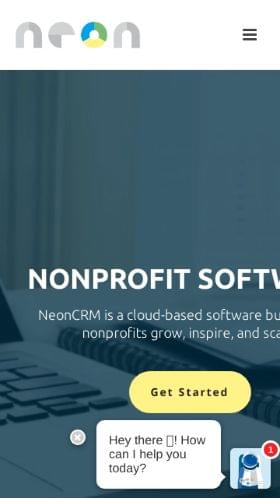 neon
NONPROFIT SOFTW
NeonCRM is a cloud-based software bu
nonprofits grow, inspire, and sca
Get Started
Hey there ▯! How
can I help you
today?
1